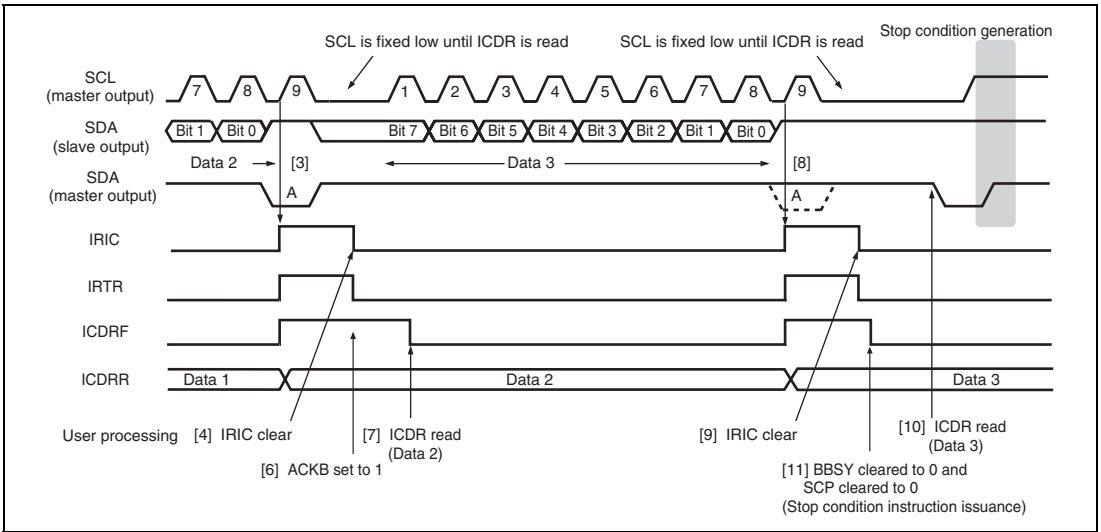 Stop condition generation
SCL is fixed low until ICDR is read
SCL is fixed low until ICDR is read
SCL
(master output)
7 8 9 1 2 3 4 5 6 7 8 9
SDA
(slave output)
Bit 1 Bit 0 Bit 7 Bit 6 Bit 5 Bit 4 Bit 3 Bit 2 Bit 1 Bit 0
Data 2 [3] Data 3 [8]
SDA
(master output)
A A
IRIC
IRTR
ICDRF
ICDRR
Data 1 Data 2 Data 3
User processing
[4] IRIC clear
[7] ICDR read
(Data 2)
[6] ACKB set to 1
[9] IRIC clear
[10] ICDR read
(Data 3)
[11] BBSY cleared to 0 and
SCP cleared to 0
(Stop condition instruction issuance)